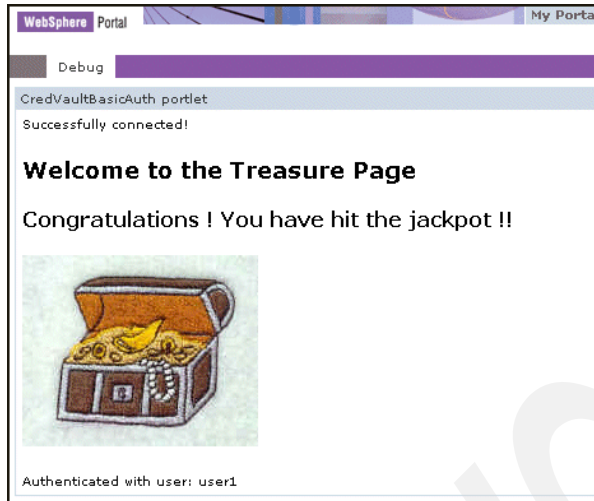 WebSphere Portal
My Porta
Debug
CredVaultBasicAuth portlet
Successfully connected!
Welcome to the Treasure Page
Congratulations ! You have hit the jackpot !!
Authenticated with user: user1